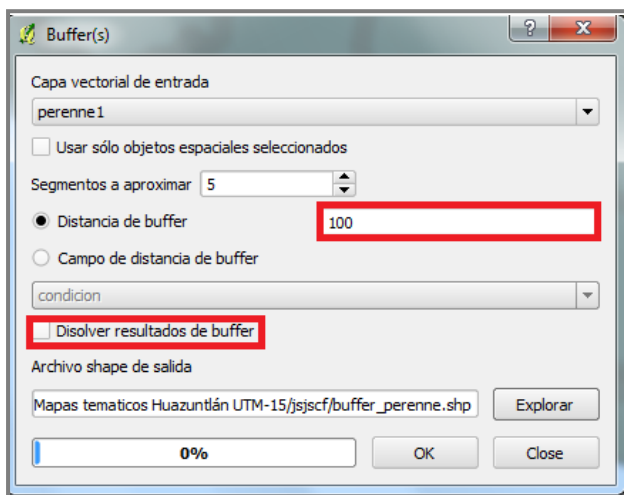 Buffer(s)
Capa vectorial de entrada
perenne1
Usar sólo objetos espaciales seleccionados
Segmentos a aproximar 5
Distancia de buffer 100
Campo de distancia de buffer
condicion
Disolver resultados de buffer
Archivo shape de salida
Mapas tematicos Huazuntlán UTM-15/jsjscf/buffer_perenne.shp Explorar
0% OK Close